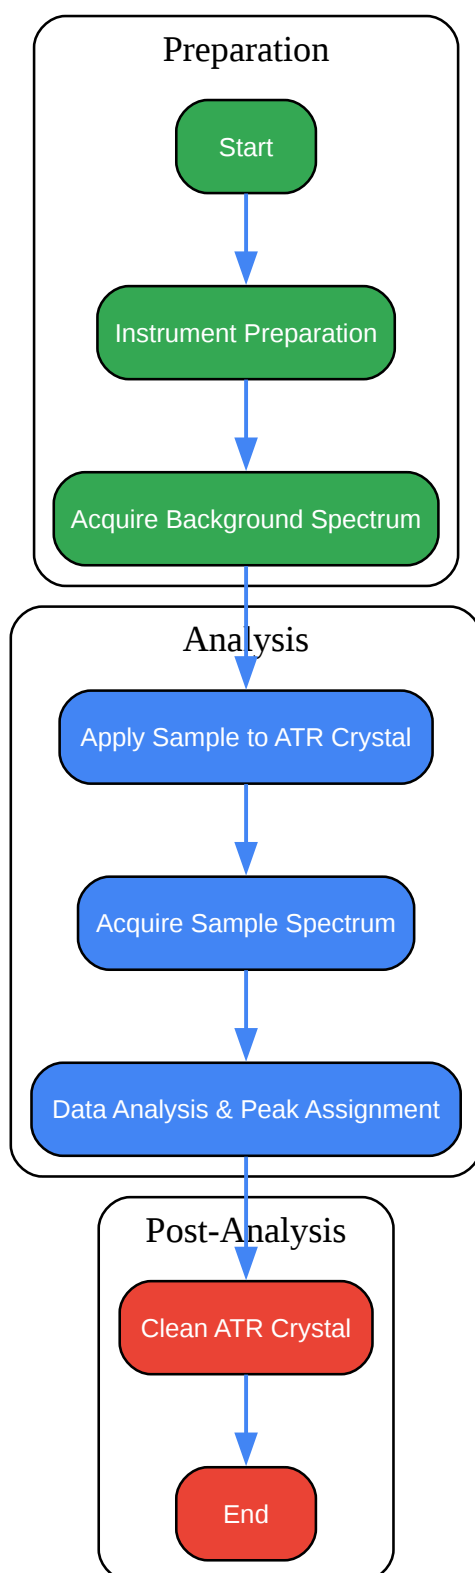 Preparation
Start
Instrument Preparation
Acquire Background Spectrum
Analysis
Apply Sample to ATR Crystal
Acquire Sample Spectrum
Data Analysis & Peak Assignment
Post-Analysis
Clean ATR Crystal
End